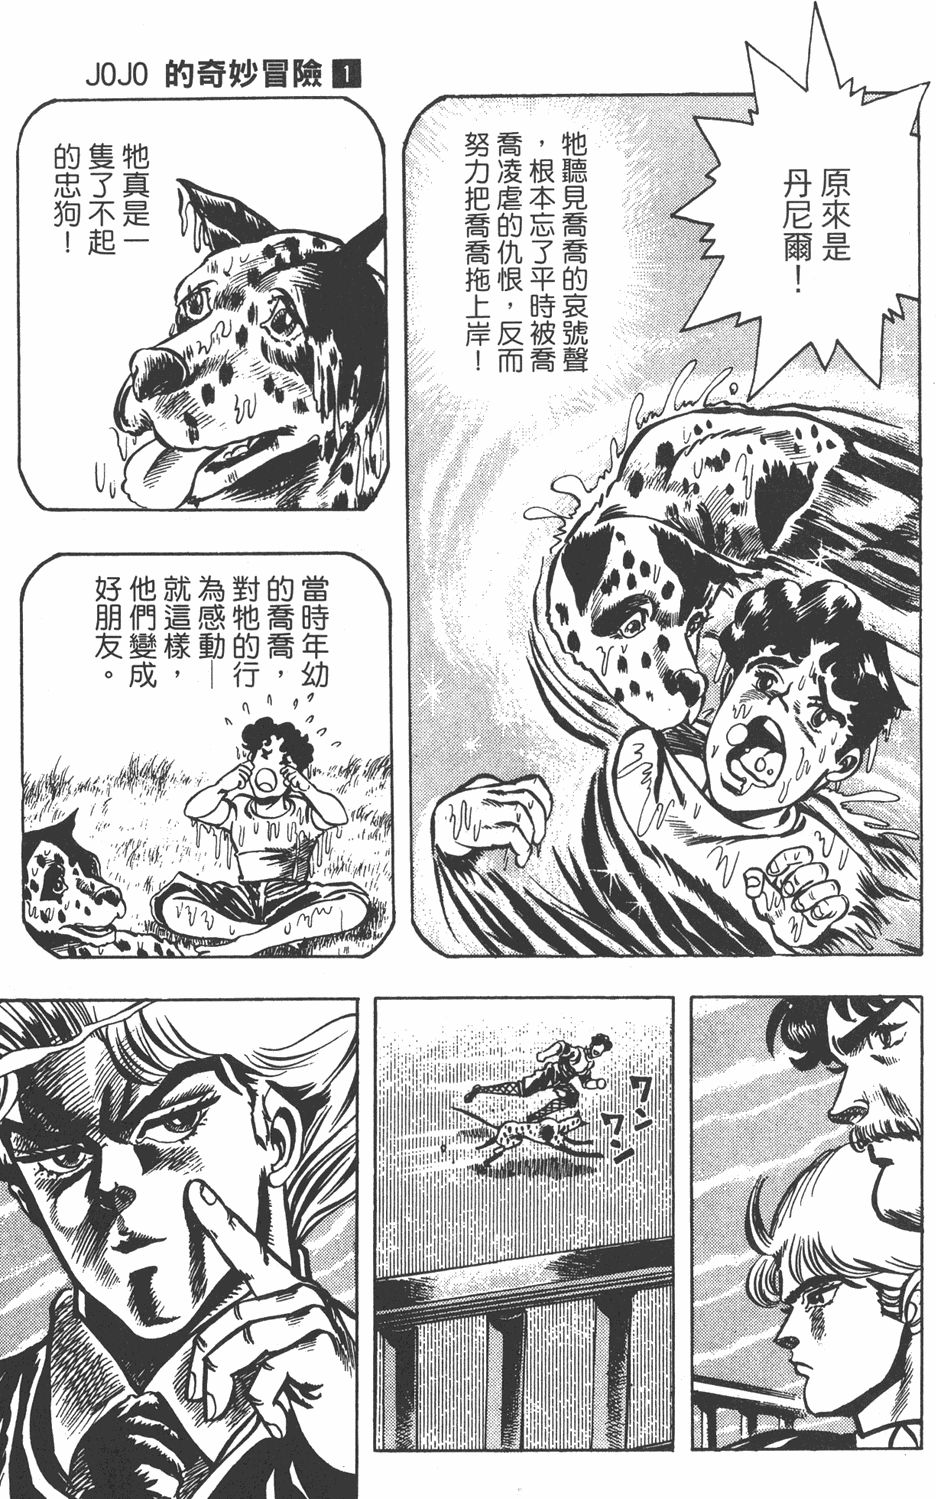 JOJO 的奇妙冒險 1
原來是
丹尼爾！
牠聽見喬喬的哀號聲
，根本忘了平時被喬
喬凌虐的仇恨，反而
努力把喬喬拖上岸！
牠真是一
隻了不起
的忠狗！
當時年幼
的喬喬，
對牠的行
為感動—
就這樣，
他們變成
好朋友。
ワン
ワン